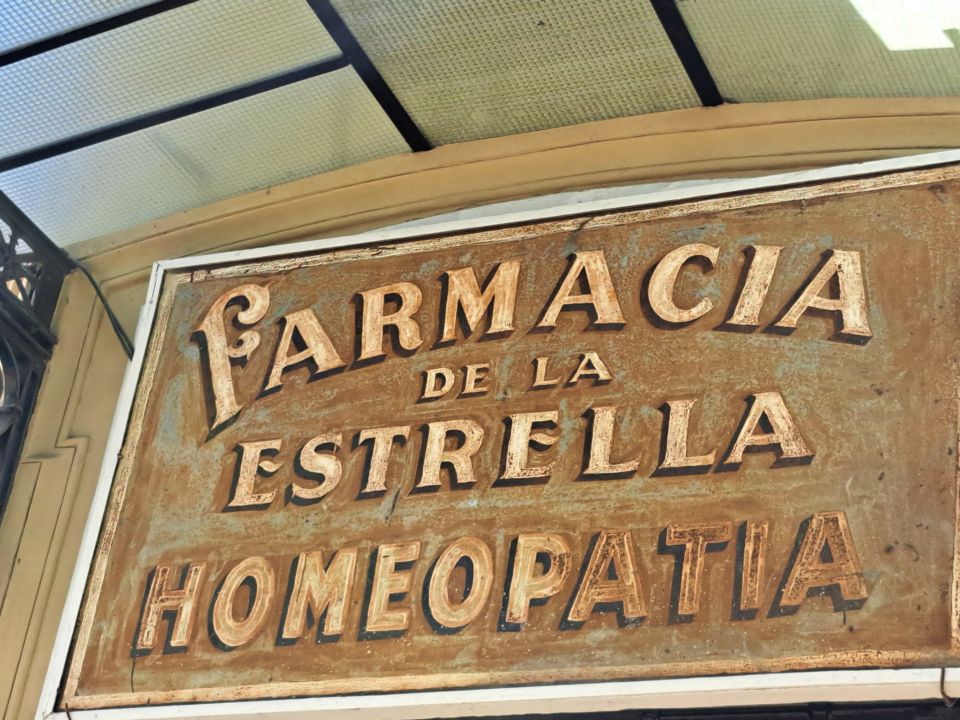 FARMACIA
DE LA
ESTRELLA
HOMEOPATIA